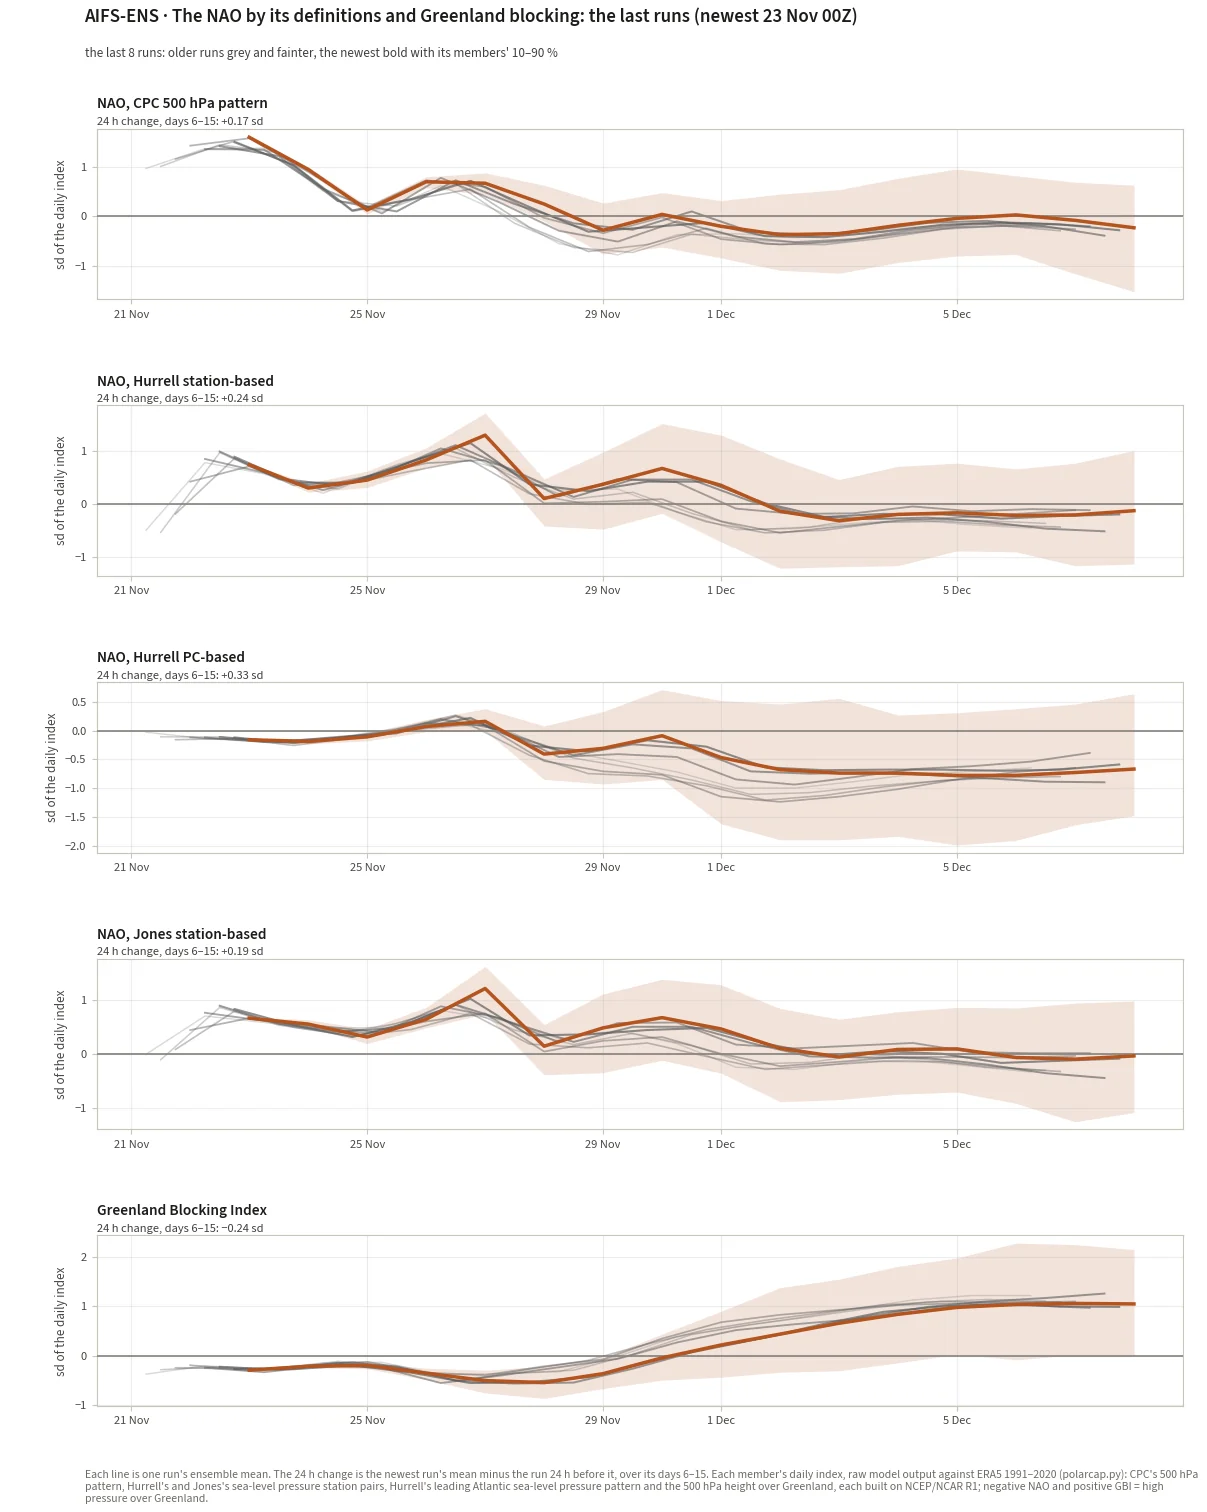 AIFS-ENS · The NAO by its definitions and Greenland blocking: the last runs (newest 23 Nov 00Z)
the last 8 runs: older runs grey and fainter, the newest bold with its members' 10–90 %
NAO, CPC 500 hPa pattern
24 h change, days 6–15: +0.17 sd
sd of the daily index
1
0
−1
21 Nov
25 Nov
29 Nov
1 Dec
5 Dec
NAO, Hurrell station-based
24 h change, days 6–15: +0.24 sd
sd of the daily index
1
0
−1
21 Nov
25 Nov
29 Nov
1 Dec
5 Dec
NAO, Hurrell PC-based
24 h change, days 6–15: +0.33 sd
sd of the daily index
0.5
0.0
−0.5
−1.0
−1.5
−2.0
21 Nov
25 Nov
29 Nov
1 Dec
5 Dec
NAO, Jones station-based
24 h change, days 6–15: +0.19 sd
sd of the daily index
1
0
−1
21 Nov
25 Nov
29 Nov
1 Dec
5 Dec
Greenland Blocking Index
24 h change, days 6–15: −0.24 sd
sd of the daily index
2
1
0
−1
21 Nov
25 Nov
29 Nov
1 Dec
5 Dec
Each line is one run's ensemble mean. The 24 h change is the newest run's mean minus the run 24 h before it, over its days 6–15. Each member's daily index, raw model output against ERA5 1991–2020 (polarcap.py): CPC's 500 hPa
pattern, Hurrell's and Jones's sea-level pressure station pairs, Hurrell's leading Atlantic sea-level pressure pattern and the 500 hPa height over Greenland, each built on NCEP/NCAR R1; negative NAO and positive GBI = high
pressure over Greenland.